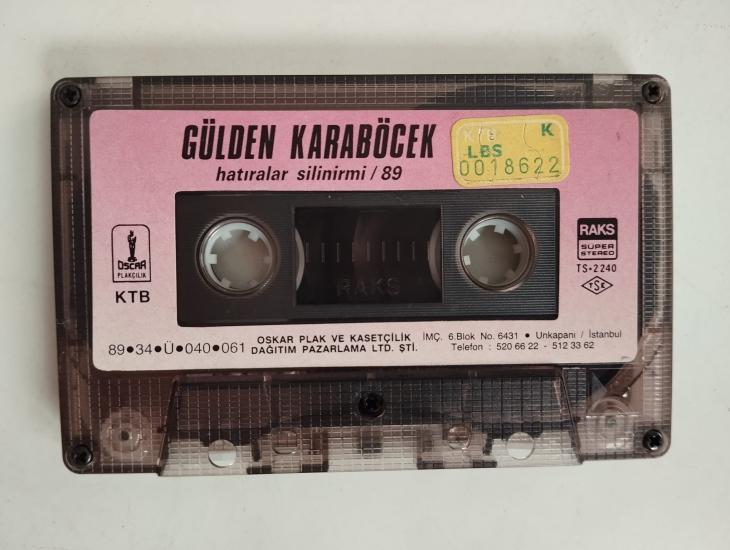 GÜLDEN KARABÖCEK
hatıralar silinirmi / 89
KTB K
LBS
0018622
OSCAR
PLAKÇILIK
KTB
RAKS
RAKS
SUPER
STEREO
TS•2240
TSE
89•34•Ü•040•061
OSKAR PLAK VE KASETÇİLİK
DAĞITIM PAZARLAMA LTD. ŞTİ.
İMÇ. 6.Blok No. 6431 • Unkapanı / İstanbul
Telefon : 520 66 22 - 512 33 62